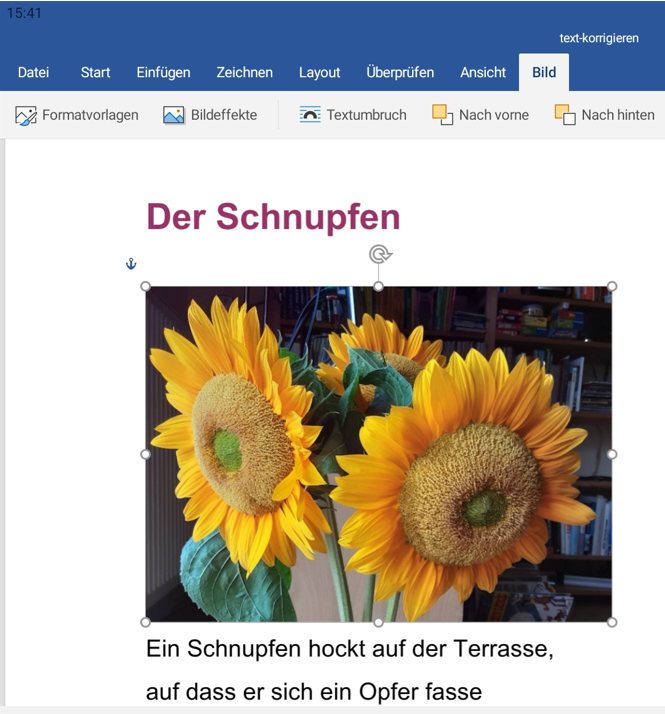 15:41
text-korrigieren
Datei Start Einfügen Zeichnen Layout Überprüfen Ansicht Bild
Formatvorlagen Bildeffekte Textumbruch Nach vorne Nach hinten
Der Schnupfen
Ein Schnupfen hockt auf der Terrasse,
auf dass er sich ein Opfer fasse